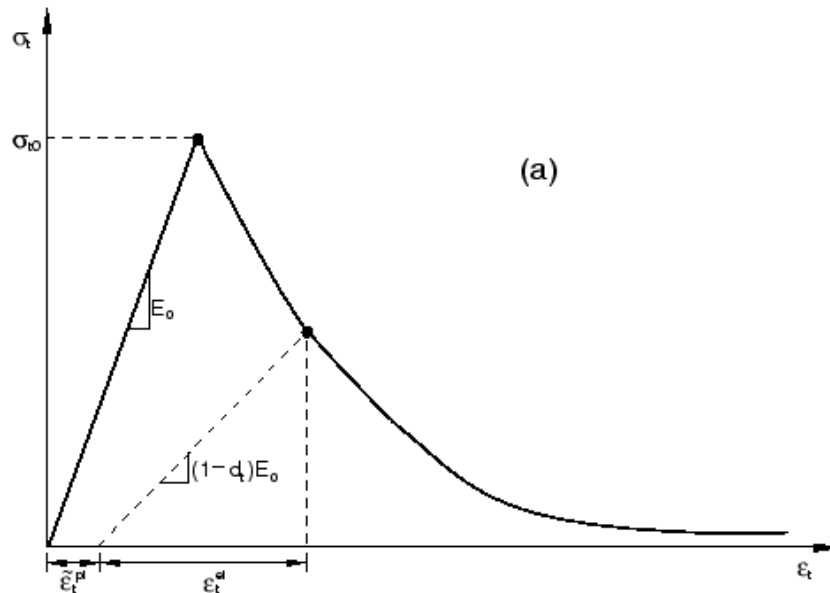 σₜ
σₜ₀
(a)
E₀
(1-dₜ)E₀
ε̃ₜᵖˡ
εₜᵉˡ
εₜ